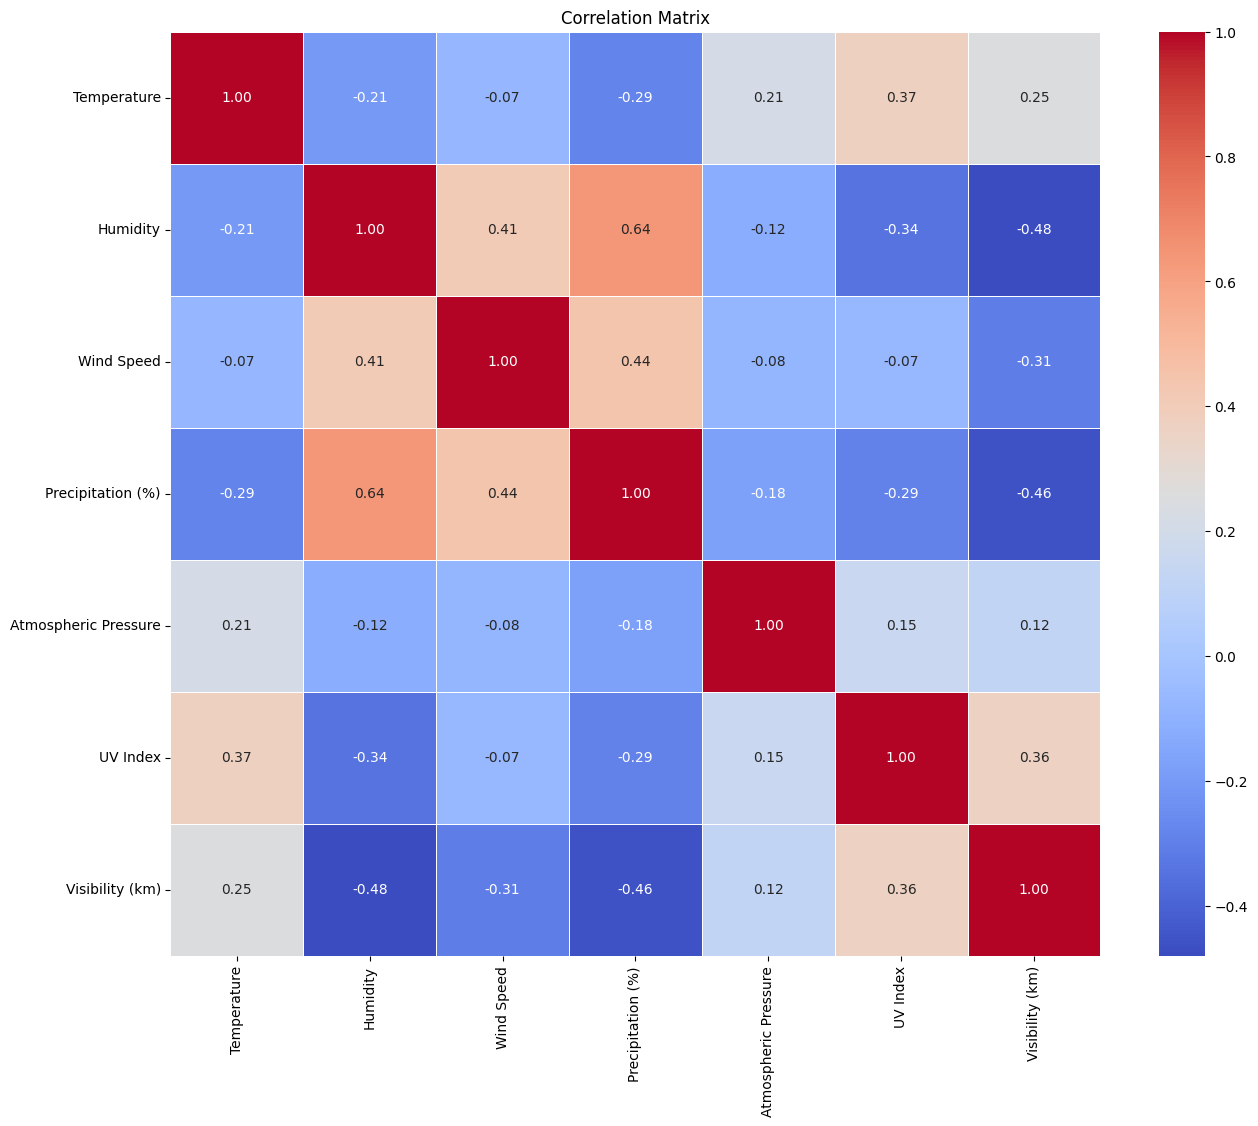 Correlation Matrix
Temperature 1.00 -0.21 -0.07 -0.29 0.21 0.37 0.25
Humidity -0.21 1.00 0.41 0.64 -0.12 -0.34 -0.48
Wind Speed -0.07 0.41 1.00 0.44 -0.08 -0.07 -0.31
Precipitation (%) -0.29 0.64 0.44 1.00 -0.18 -0.29 -0.46
Atmospheric Pressure 0.21 -0.12 -0.08 -0.18 1.00 0.15 0.12
UV Index 0.37 -0.34 -0.07 -0.29 0.15 1.00 0.36
Visibility (km) 0.25 -0.48 -0.31 -0.46 0.12 0.36 1.00
Temperature
Humidity
Wind Speed
Precipitation (%)
Atmospheric Pressure
UV Index
Visibility (km)
1.0
0.8
0.6
0.4
0.2
0.0
−0.2
−0.4